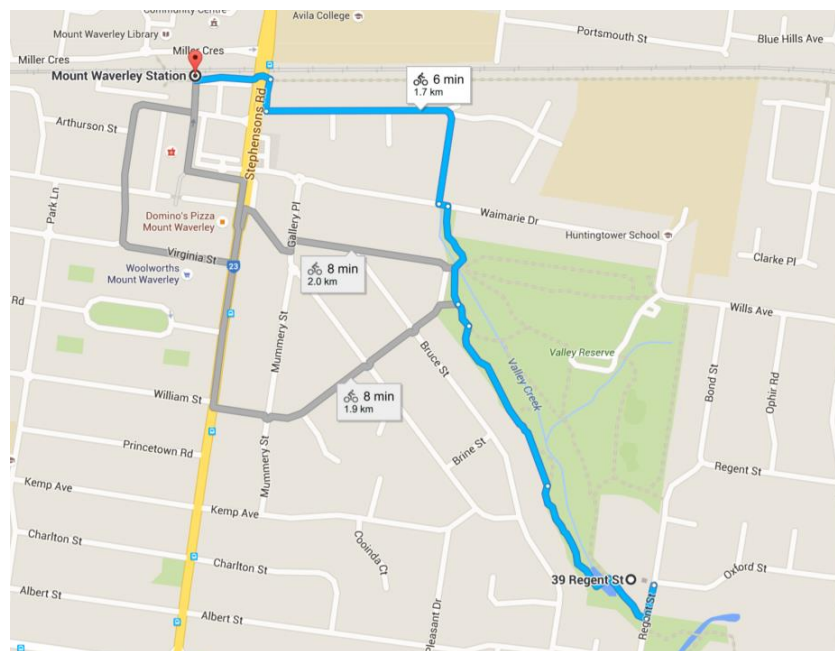 Community Centre
Avila College
Portsmouth St
Blue Hills Ave
Mount Waverley Library
Miller Cres
Miller Cres
Mount Waverley Station
6 min
1.7 km
Arthurson St
Stephensons Rd
Park Ln
Gallery Pl
Domino's Pizza
Mount Waverley
Waimarie Dr
Huntingtower School
Clarke Pl
Virginia St
23
Woolworths
Mount Waverley
8 min
2.0 km
Rd
Wills Ave
Mummery St
Bruce St
Valley Creek
Valley Reserve
Bond St
Ophir Rd
8 min
1.9 km
William St
Princetown Rd
Mummery St
Brine St
Regent St
Kemp Ave
Kemp Ave
Charlton St
Charlton St
Cooinda Ct
39 Regent St
Oxford St
Albert St
Albert St
Pleasant Dr
Regent St